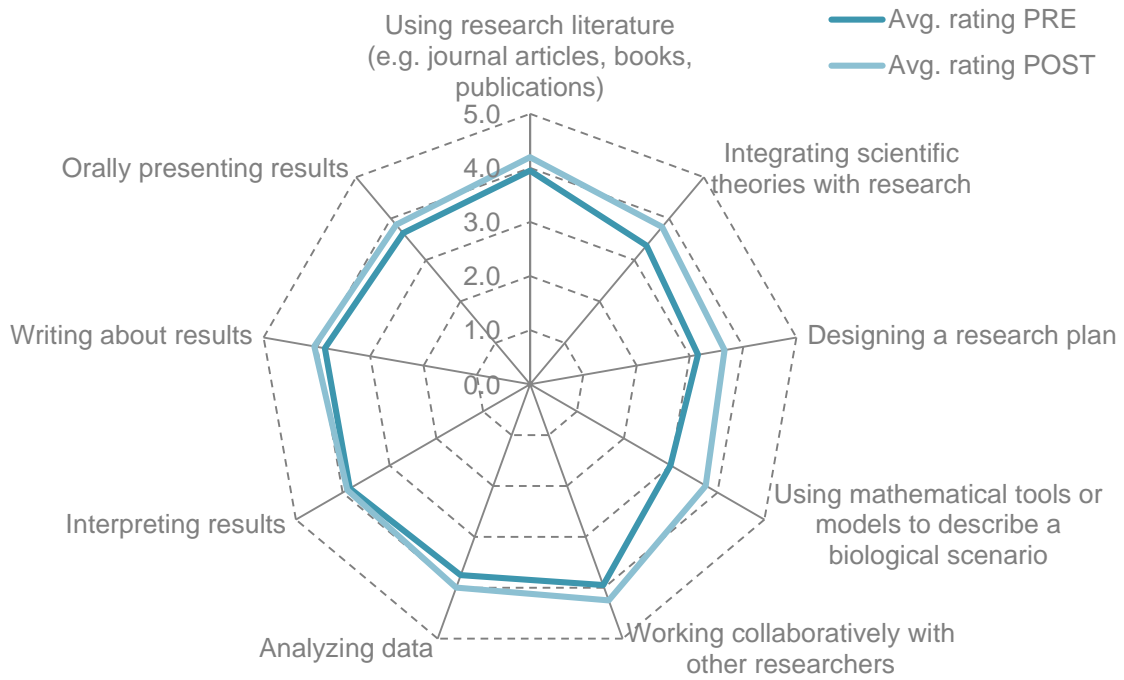 Using research literature
(e.g. journal articles, books,
publications)
Avg. rating PRE
Avg. rating POST
5.0
4.0
3.0
2.0
1.0
0.0
Integrating scientific
theories with research
Designing a research plan
Using mathematical tools or
models to describe a
biological scenario
Working collaboratively with
other researchers
Analyzing data
Interpreting results
Writing about results
Orally presenting results